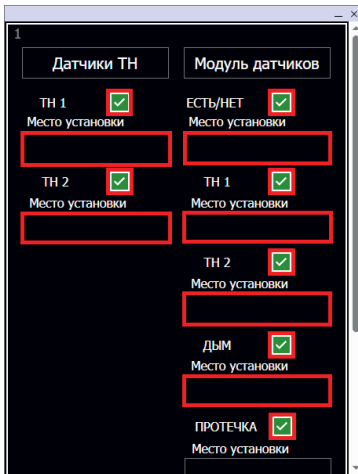 1
Датчики ТН
Модуль датчиков
ТН 1
Место установки
ТН 2
Место установки
ЕСТЬ/НЕТ
Место установки
ТН 1
Место установки
ТН 2
Место установки
ДЫМ
Место установки
ПРОТЕЧКА
Место установки